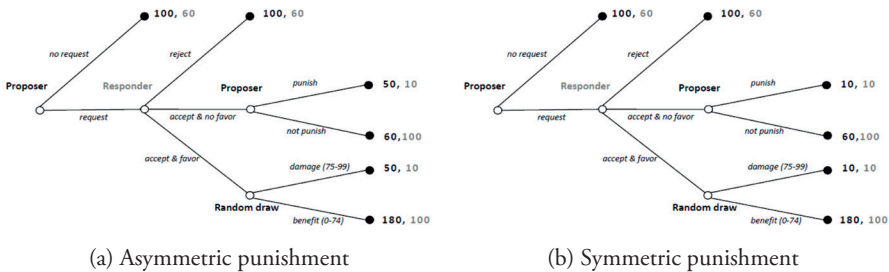 100, 60
100, 60
no request
reject
Proposer
Responder
Proposer
punish
50, 10
request
accept & no favor
not punish
60,100
accept & favor
damage (75-99)
50, 10
Random draw
benefit (0-74)
180, 100
(a) Asymmetric punishment
100, 60
100, 60
no request
reject
Proposer
Responder
Proposer
punish
10, 10
request
accept & no favor
not punish
60,100
accept & favor
damage (75-99)
10, 10
Random draw
benefit (0-74)
180, 100
(b) Symmetric punishment